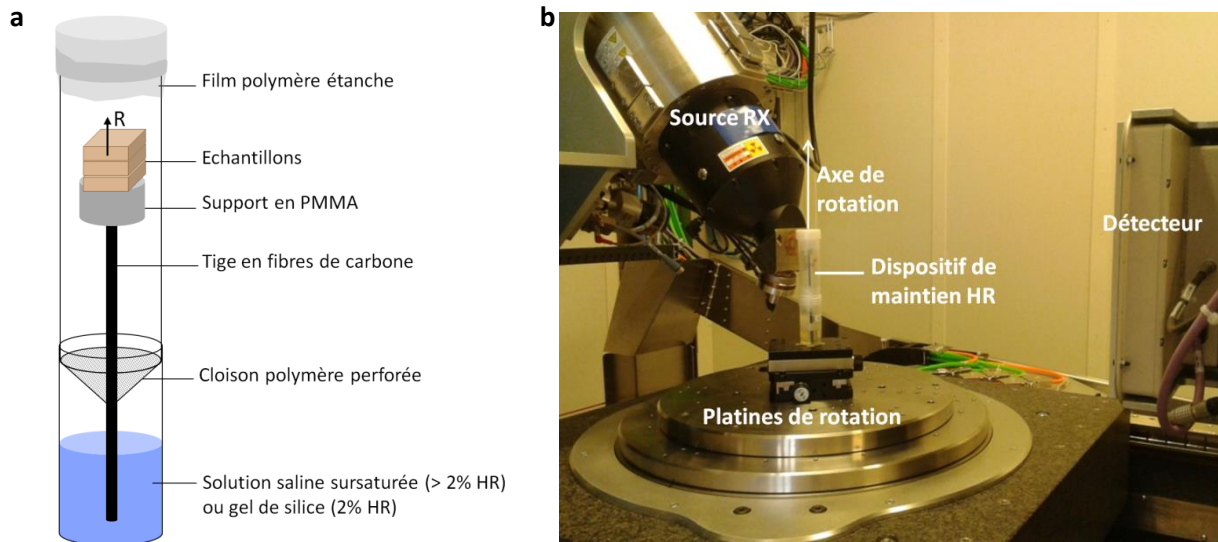 a
Film polymère étanche
R
Echantillons
Support en PMMA
Tige en fibres de carbone
Cloison polymère perforée
Solution saline sursaturée (> 2% HR)
ou gel de silice (2% HR)
b
Source RX
Axe de
rotation
Détecteur
Dispositif de
maintien HR
Platines de rotation